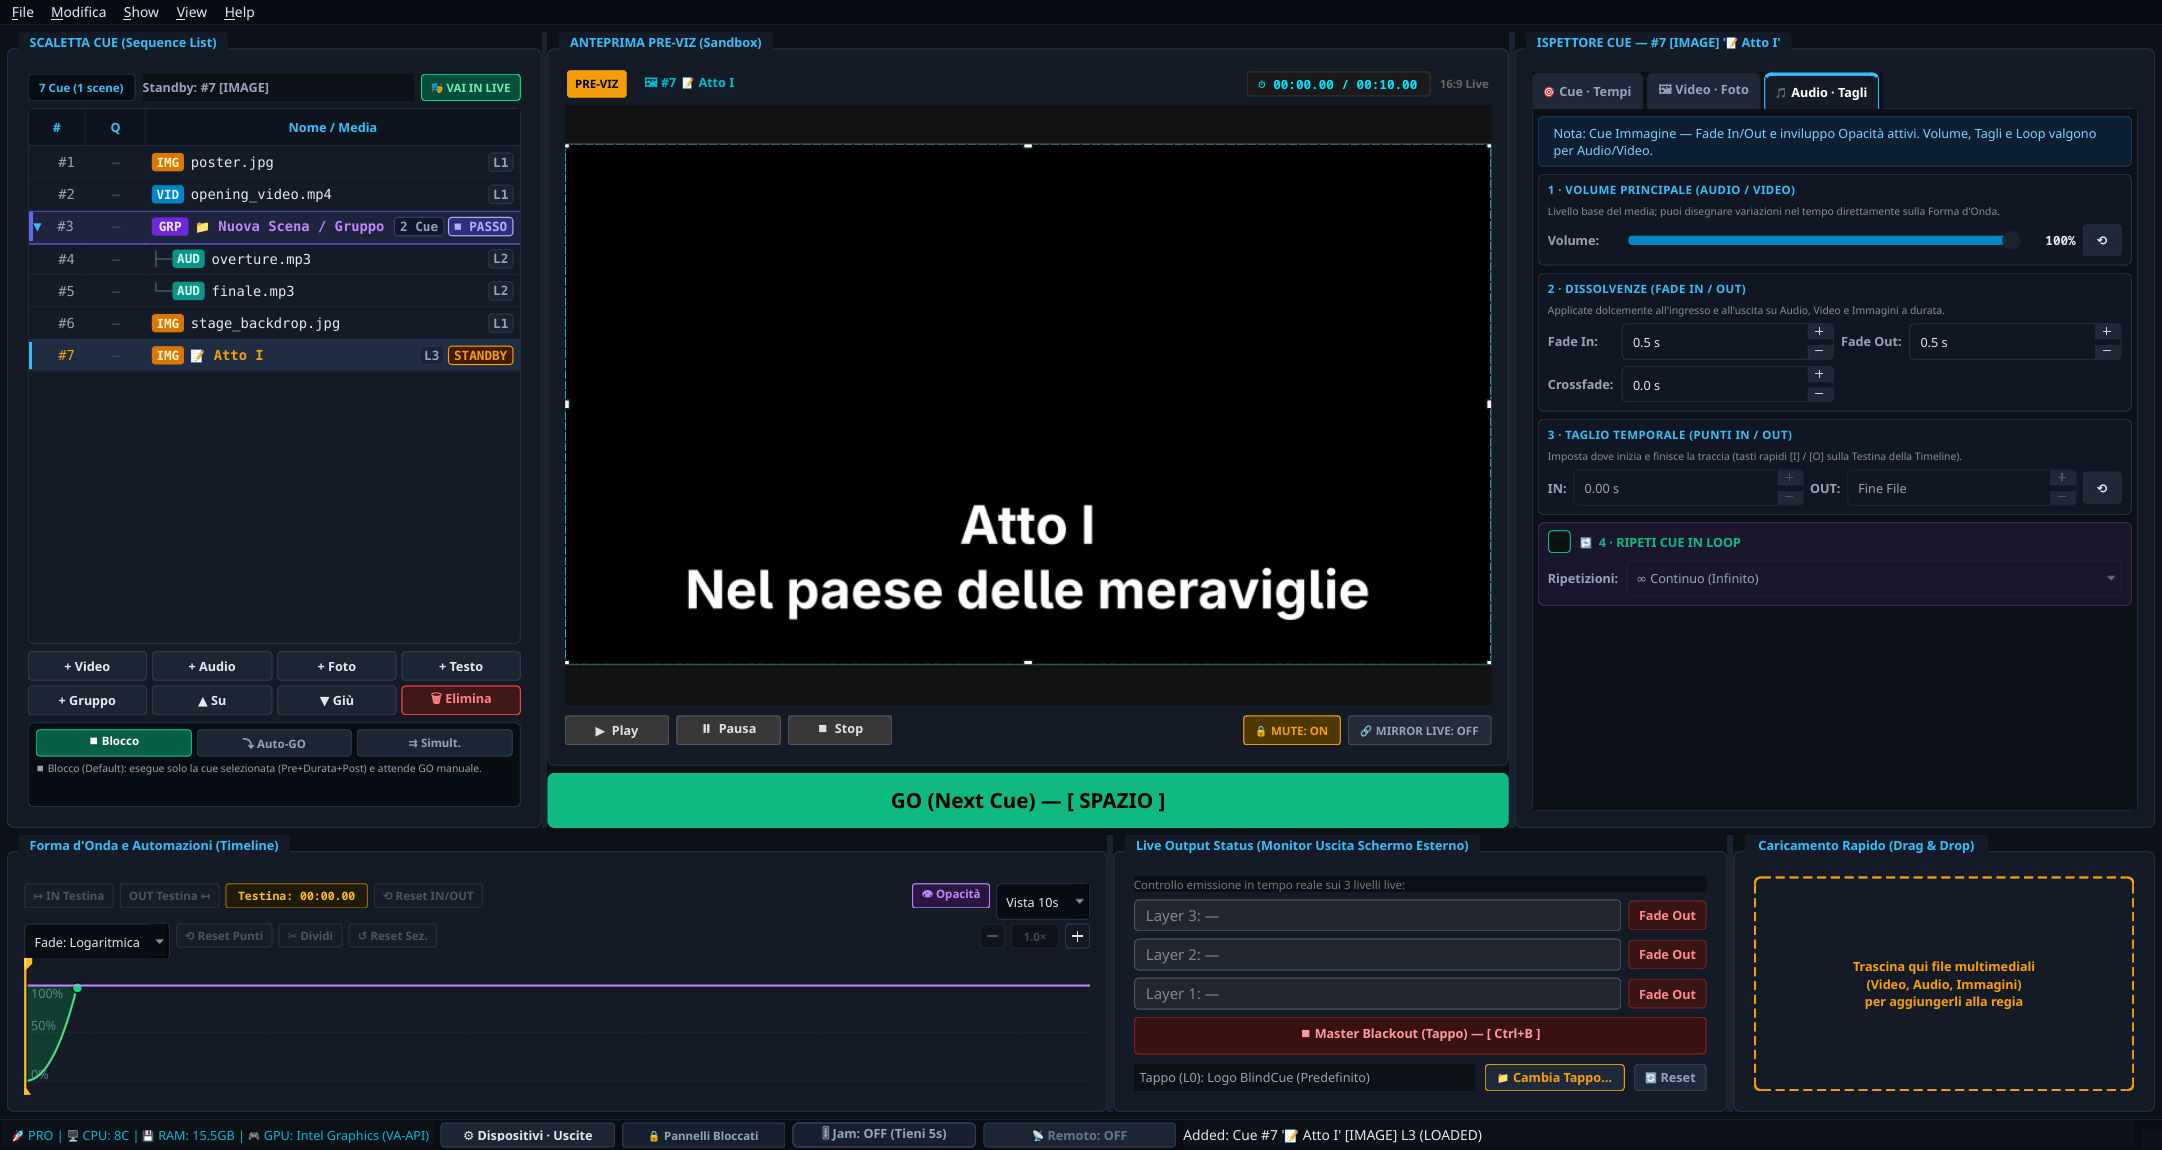 File Modifica Show View Help
SCALETTA CUE (Sequence List)
7 Cue (1 scene) Standby: #7 [IMAGE] 🎭 VAI IN LIVE
# Q Nome / Media
#1 — IMG poster.jpg L1
#2 — VID opening_video.mp4 L1
▼ #3 — GRP 📁 Nuova Scena / Gruppo 2 Cue ■ PASSO
#4 — ├─ AUD overture.mp3 L2
#5 — └─ AUD finale.mp3 L2
#6 — IMG stage_backdrop.jpg L1
#7 — IMG 📝 Atto I L3 STANDBY
+ Video + Audio + Foto + Testo
+ Gruppo ▲ Su ▼ Giù 🗑 Elimina
■ Blocco ⤵ Auto-GO ⇉ Simult.
■ Blocco (Default): esegue solo la cue selezionata (Pre+Durata+Post) e attende GO manuale.
ANTEPRIMA PRE-VIZ (Sandbox)
PRE-VIZ 🖼 #7 📝 Atto I ⏱ 00:00.00 / 00:10.00 16:9 Live
Atto I
Nel paese delle meraviglie
▶ Play ⏸ Pausa ⏹ Stop 🔒 MUTE: ON 🔗 MIRROR LIVE: OFF
GO (Next Cue) — [ SPAZIO ]
ISPETTORE CUE — #7 [IMAGE] '📝 Atto I'
🎯 Cue · Tempi 🖼 Video · Foto 🎵 Audio · Tagli
Nota: Cue Immagine — Fade In/Out e inviluppo Opacità attivi. Volume, Tagli e Loop valgono
per Audio/Video.
1 · VOLUME PRINCIPALE (AUDIO / VIDEO)
Livello base del media; puoi disegnare variazioni nel tempo direttamente sulla Forma d'Onda.
Volume: 100% ⟲
2 · DISSOLVENZE (FADE IN / OUT)
Applicate dolcemente all'ingresso e all'uscita su Audio, Video e Immagini a durata.
Fade In: 0.5 s + − Fade Out: 0.5 s + −
Crossfade: 0.0 s + −
3 · TAGLIO TEMPORALE (PUNTI IN / OUT)
Imposta dove inizia e finisce la traccia (tasti rapidi [I] / [O] sulla Testina della Timeline).
IN: 0.00 s + − OUT: Fine File + − ⟲
🔁 4 · RIPETI CUE IN LOOP
Ripetizioni: ∞ Continuo (Infinito)
Forma d'Onda e Automazioni (Timeline)
↦ IN Testina OUT Testina ↤ Testina: 00:00.00 ⟲ Reset IN/OUT 👁 Opacità Vista 10s
Fade: Logaritmica ⟲ Reset Punti ✂ Dividi ↺ Reset Sez. − 1.0× +
100%
50%
0%
Live Output Status (Monitor Uscita Schermo Esterno)
Controllo emissione in tempo reale sui 3 livelli live:
Layer 3: — Fade Out
Layer 2: — Fade Out
Layer 1: — Fade Out
■ Master Blackout (Tappo) — [ Ctrl+B ]
Tappo (L0): Logo BlindCue (Predefinito) 📁 Cambia Tappo... 🔄 Reset
Caricamento Rapido (Drag & Drop)
Trascina qui file multimediali
(Video, Audio, Immagini)
per aggiungerli alla regia
🚀 PRO | 🖥 CPU: 8C | 💾 RAM: 15.5GB | 🎮 GPU: Intel Graphics (VA-API) ⚙ Dispositivi · Uscite 🔒 Pannelli Bloccati 🎚 Jam: OFF (Tieni 5s) 📡 Remoto: OFF Added: Cue #7 '📝 Atto I' [IMAGE] L3 (LOADED)